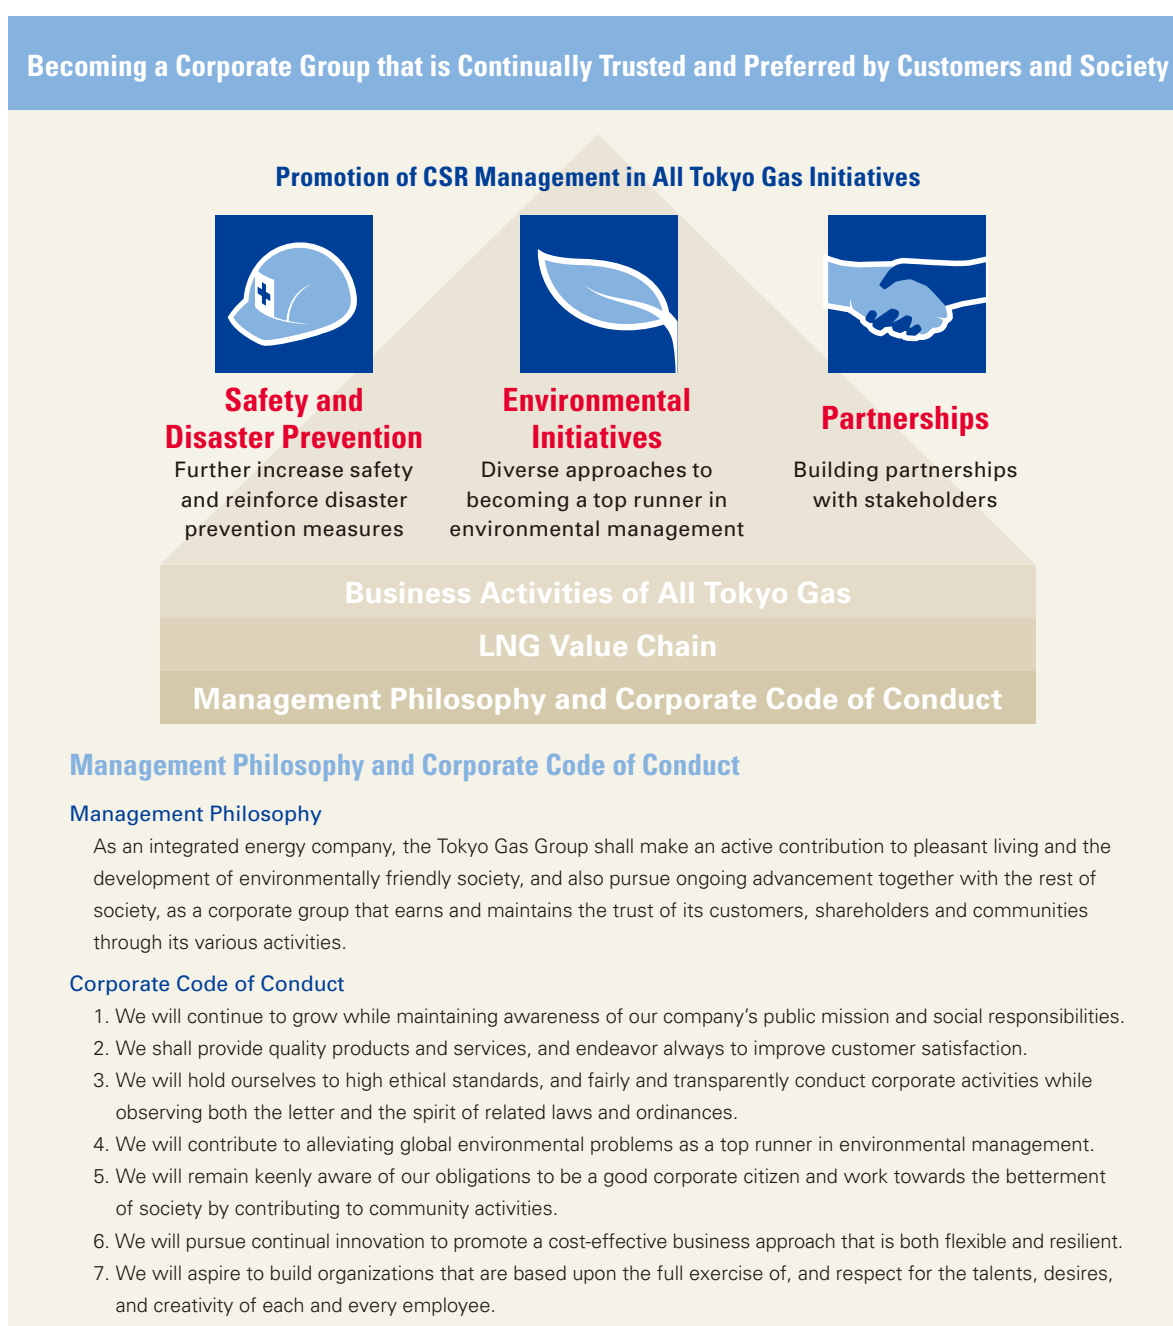 Becoming a Corporate Group that is Continually Trusted and Preferred by Customers and Society
Promotion of CSR Management in All Tokyo Gas Initiatives
Safety and
Disaster Prevention
Further increase safety
and reinforce disaster
prevention measures
Environmental
Initiatives
Diverse approaches to
becoming a top runner in
environmental management
Partnerships
Building partnerships
with stakeholders
Business Activities of All Tokyo Gas
LNG Value Chain
Management Philosophy and Corporate Code of Conduct
Management Philosophy and Corporate Code of Conduct
Management Philosophy
As an integrated energy company, the Tokyo Gas Group shall make an active contribution to pleasant living and the
development of environmentally friendly society, and also pursue ongoing advancement together with the rest of
society, as a corporate group that earns and maintains the trust of its customers, shareholders and communities
through its various activities.
Corporate Code of Conduct
1. We will continue to grow while maintaining awareness of our company’s public mission and social responsibilities.
2. We shall provide quality products and services, and endeavor always to improve customer satisfaction.
3. We will hold ourselves to high ethical standards, and fairly and transparently conduct corporate activities while
observing both the letter and the spirit of related laws and ordinances.
4. We will contribute to alleviating global environmental problems as a top runner in environmental management.
5. We will remain keenly aware of our obligations to be a good corporate citizen and work towards the betterment
of society by contributing to community activities.
6. We will pursue continual innovation to promote a cost-effective business approach that is both flexible and resilient.
7. We will aspire to build organizations that are based upon the full exercise of, and respect for the talents, desires,
and creativity of each and every employee.